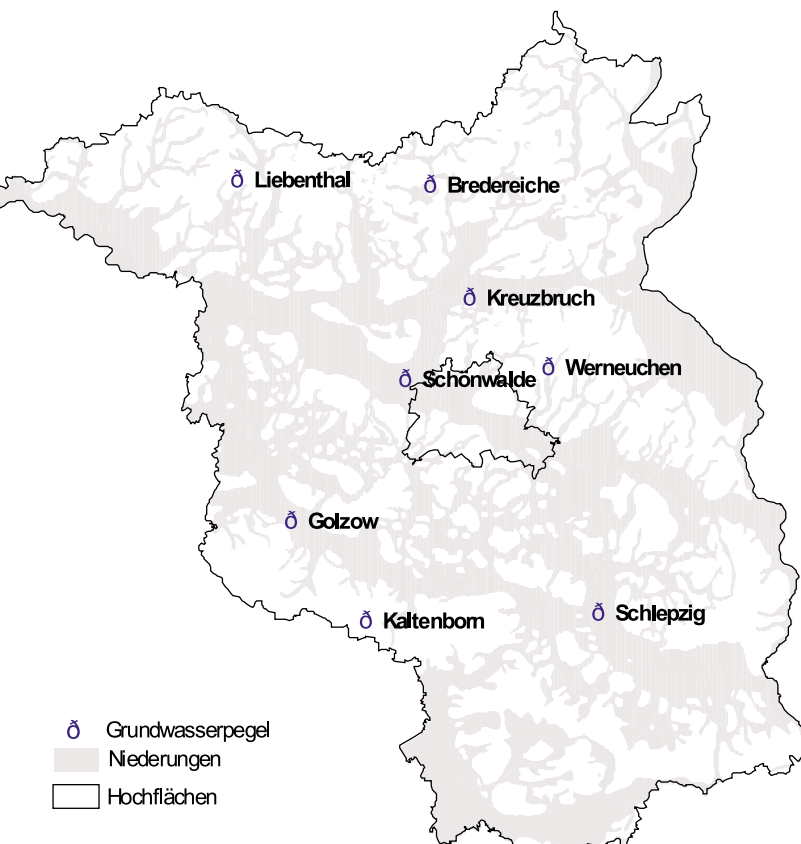 ð Liebenthal
ð Bredereiche
ð Kreuzbruch
ð Werneuchen
ð Schönwalde
ð Golzow
ð Schlepzig
ð Kaltenborn
ð Grundwasserpegel
Niederungen
Hochflächen